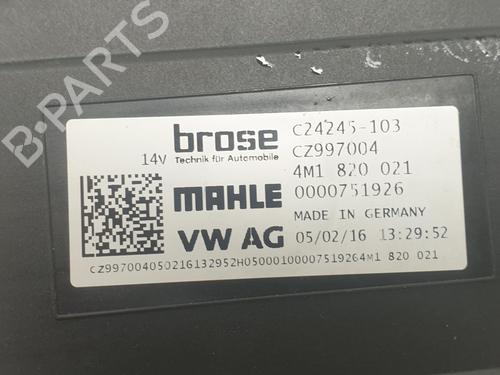 B-PARTS
brose C24245-103
14V Technik für Automobile CZ997004
4M1 820 021
MAHLE 0000751926
MADE IN GERMANY
VW AG 05/02/16 13:29:52
CZ997004050216132952H05000100007519264M1 820 021